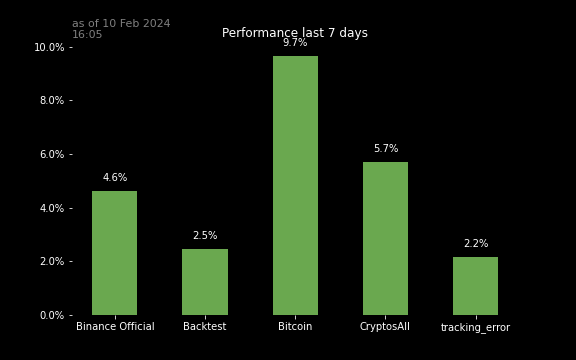 as of 10 Feb 2024
16:05
Performance last 7 days
10.0%
8.0%
6.0%
4.0%
2.0%
0.0%
4.6%
2.5%
9.7%
5.7%
2.2%
Binance Official
Backtest
Bitcoin
CryptosAll
tracking_error